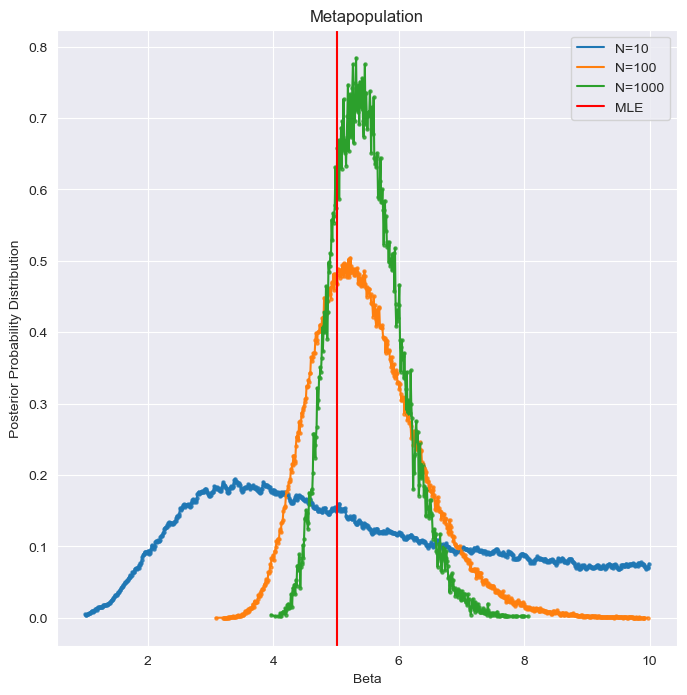 Metapopulation
N=10
N=100
N=1000
MLE
Posterior Probability Distribution
0.8
0.7
0.6
0.5
0.4
0.3
0.2
0.1
0.0
2 4 6 8 10
Beta